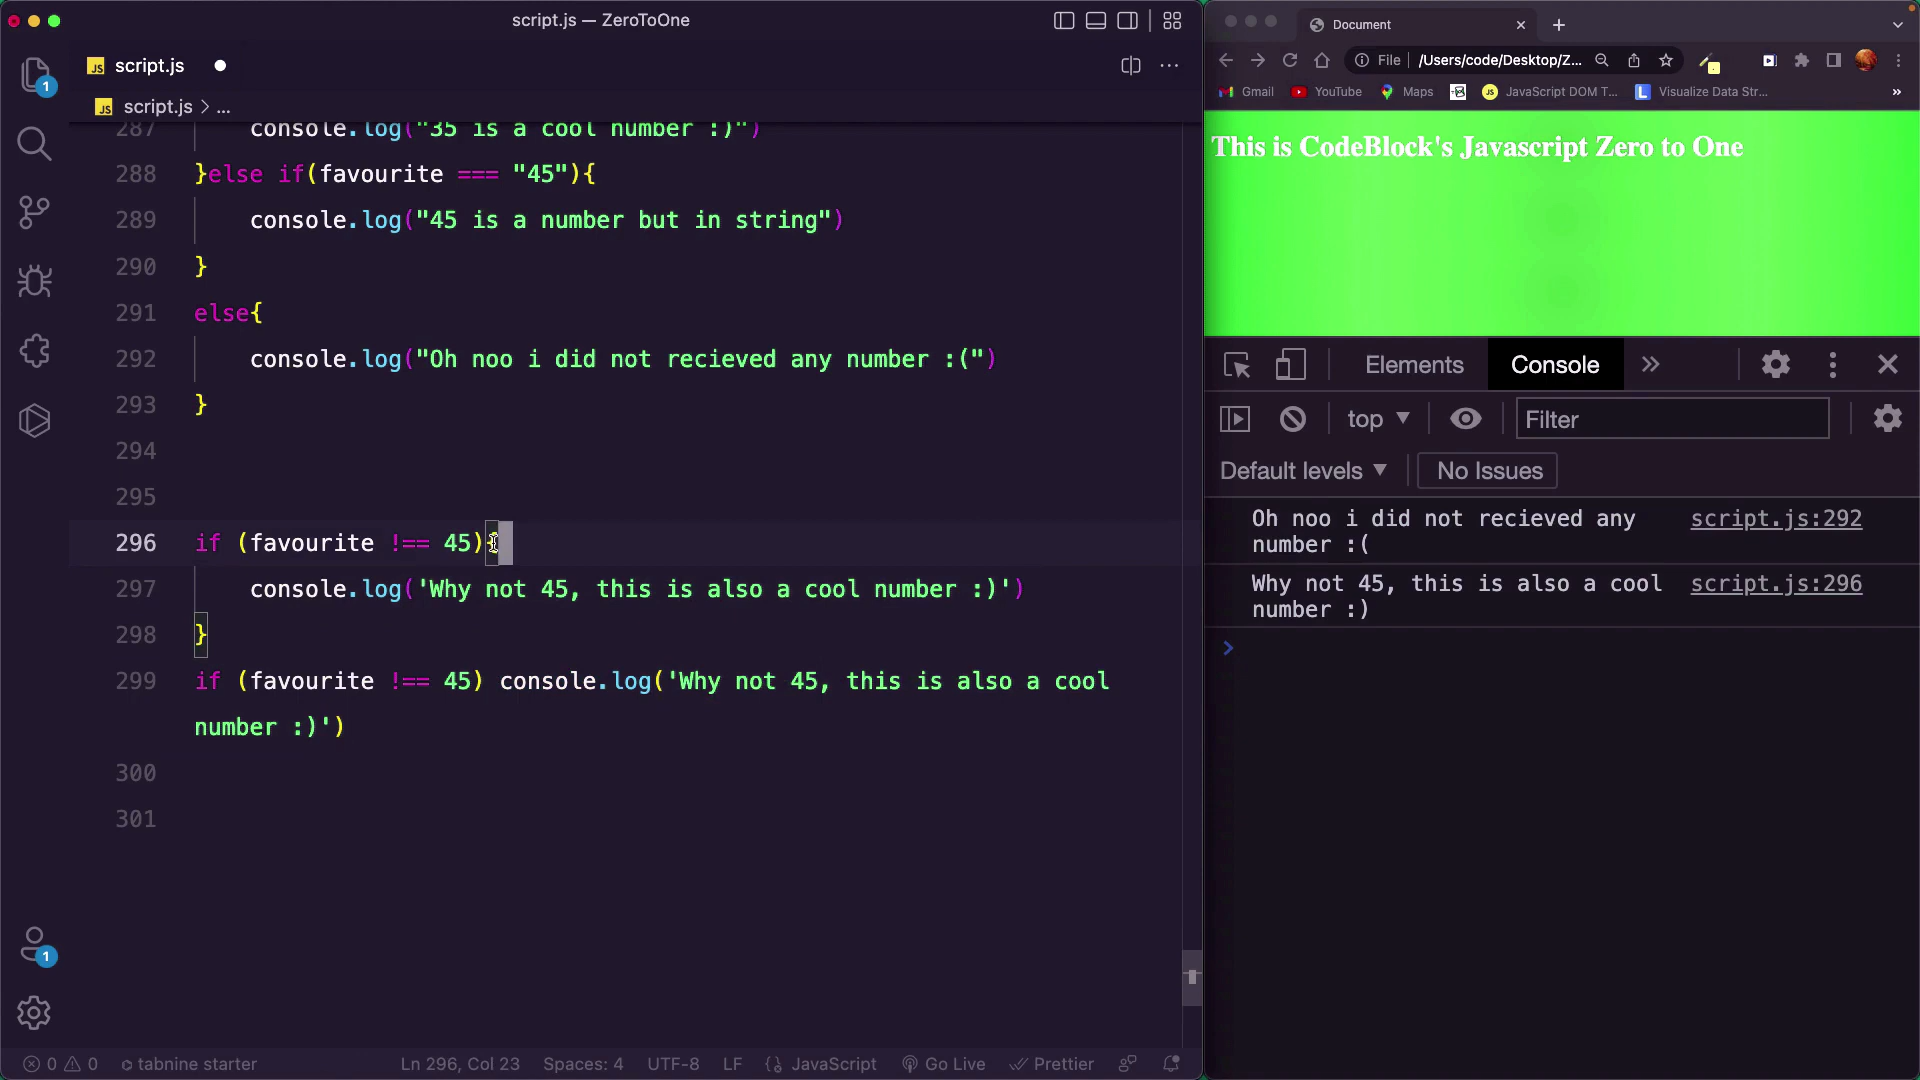 script.js — ZeroToOne
script.js
script.js > ...
287 console.log("35 is a cool number :)")
288 }else if(favourite === "45"){
289 console.log("45 is a number but in string")
290 }
291 else{
292 console.log("Oh noo i did not recieved any number :(")
293 }
294
295
296 if (favourite !== 45){
297 console.log('Why not 45, this is also a cool number :)')
298 }
299 if (favourite !== 45) console.log('Why not 45, this is also a cool
number :)')
300
301
1
1
0 0 tabnine starter Ln 296, Col 23 Spaces: 4 UTF-8 LF {} JavaScript Go Live Prettier
Document
File /Users/code/Desktop/Z...
Gmail YouTube Maps JavaScript DOM T... Visualize Data Str... »
This is CodeBlock's Javascript Zero to One
Elements Console »
top Filter
Default levels No Issues
Oh noo i did not recieved any script.js:292
number :(
Why not 45, this is also a cool script.js:296
number :)
>